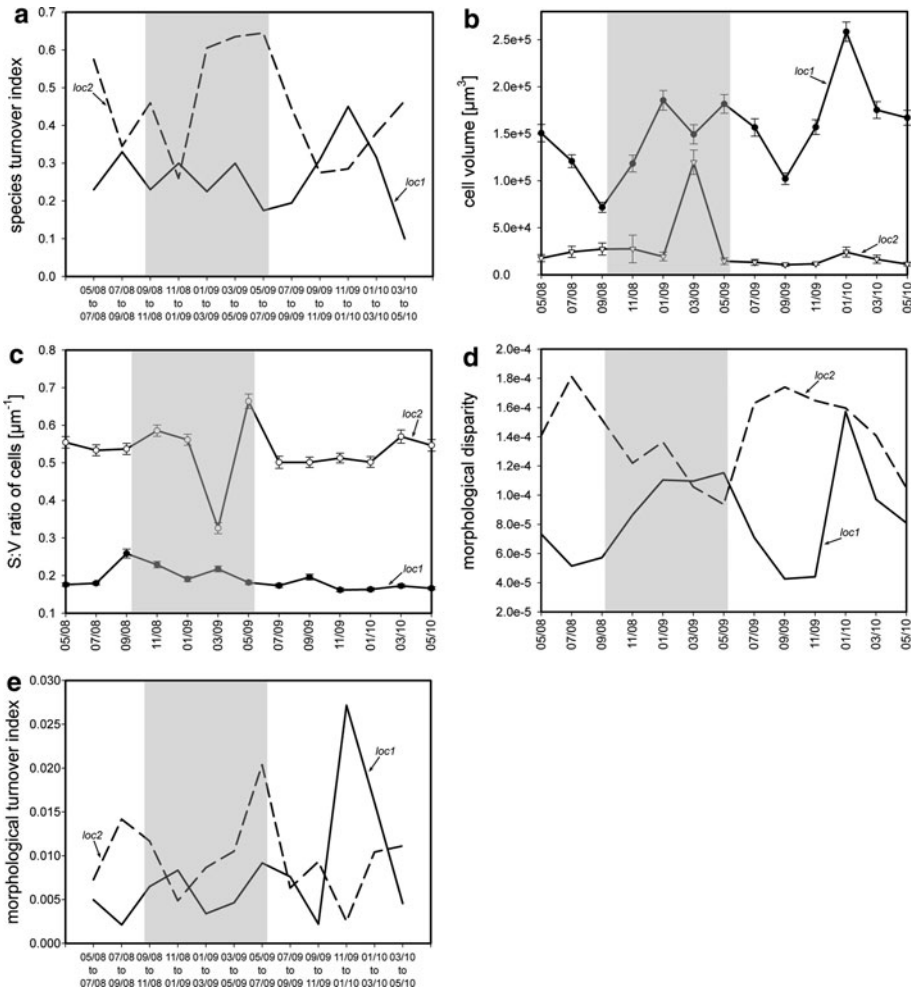 a
species turnover index
0.7
0.6
0.5
0.4
0.3
0.2
0.1
0.0
loc2
loc1
05/08 07/08 09/08 11/08 01/09 03/09 05/09 07/09 09/09 11/09 01/10 03/10
to to to to to to to to to to to to
07/08 09/08 11/08 01/09 03/09 05/09 07/09 09/09 11/09 01/10 03/10 05/10
b
cell volume [µm³]
2.5e+5
2.0e+5
1.5e+5
1.0e+5
5.0e+4
0.0
loc1
loc2
05/08 07/08 09/08 11/08 01/09 03/09 05/09 07/09 09/09 11/09 01/10 03/10 05/10
c
S:V ratio of cells [µm⁻¹]
0.8
0.7
0.6
0.5
0.4
0.3
0.2
0.1
loc2
loc1
05/08 07/08 09/08 11/08 01/09 03/09 05/09 07/09 09/09 11/09 01/10 03/10 05/10
d
morphological disparity
2.0e-4
1.8e-4
1.6e-4
1.4e-4
1.2e-4
1.0e-4
8.0e-5
6.0e-5
4.0e-5
2.0e-5
loc2
loc1
05/08 07/08 09/08 11/08 01/09 03/09 05/09 07/09 09/09 11/09 01/10 03/10 05/10
e
morphological turnover index
0.030
0.025
0.020
0.015
0.010
0.005
0.000
loc1
loc2
05/08 07/08 09/08 11/08 01/09 03/09 05/09 07/09 09/09 11/09 01/10 03/10
to to to to to to to to to to to to
07/08 09/08 11/08 01/09 03/09 05/09 07/09 09/09 11/09 01/10 03/10 05/10